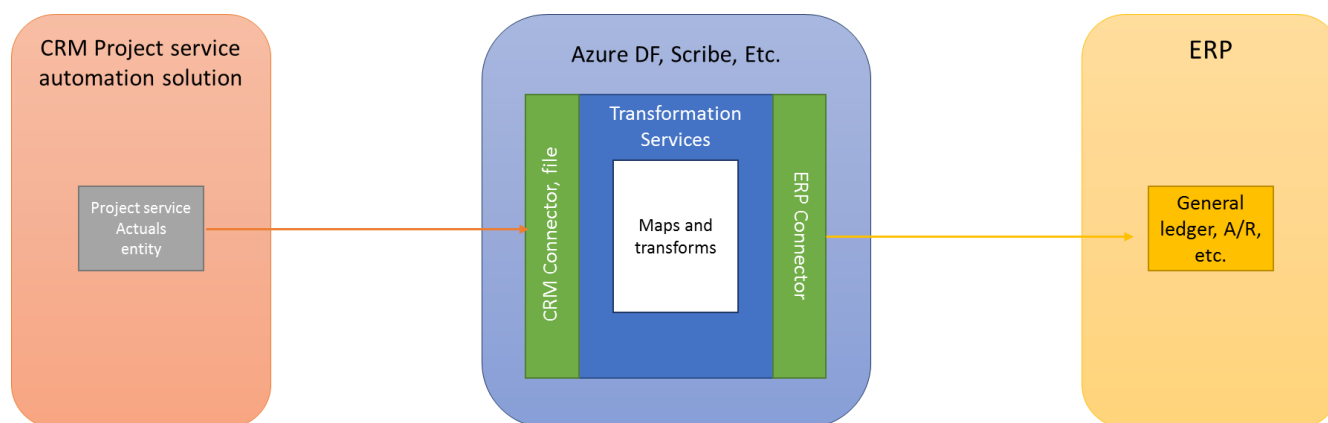 CRM Project service
automation solution
Project service
Actuals
entity
Azure DF, Scribe, Etc.
CRM Connector, file
Transformation
Services
Maps and
transforms
ERP Connector
ERP
General
ledger, A/R,
etc.